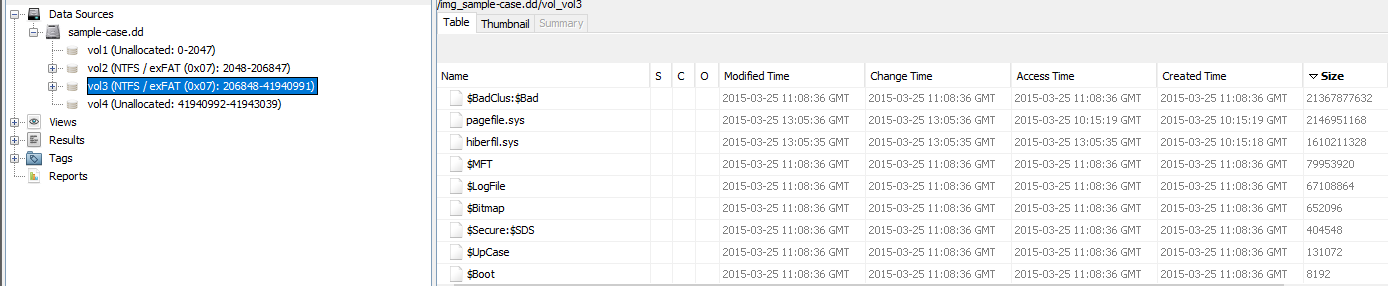 Data Sources
sample-case.dd
vol1 (Unallocated: 0-2047)
vol2 (NTFS / exFAT (0x07): 2048-206847)
vol3 (NTFS / exFAT (0x07): 206848-41940991)
vol4 (Unallocated: 41940992-41943039)
Views
Results
Tags
Reports
/img_sample-case.dd/vol_vol3
Table Thumbnail Summary
Name S C O Modified Time Change Time Access Time Created Time Size
$BadClus:$Bad 2015-03-25 11:08:36 GMT 2015-03-25 11:08:36 GMT 2015-03-25 11:08:36 GMT 2015-03-25 11:08:36 GMT 21367877632
pagefile.sys 2015-03-25 13:05:36 GMT 2015-03-25 13:05:36 GMT 2015-03-25 10:15:19 GMT 2015-03-25 10:15:19 GMT 2146951168
hiberfil.sys 2015-03-25 13:05:35 GMT 2015-03-25 13:05:35 GMT 2015-03-25 13:05:35 GMT 2015-03-25 10:15:18 GMT 1610211328
$MFT 2015-03-25 11:08:36 GMT 2015-03-25 11:08:36 GMT 2015-03-25 11:08:36 GMT 2015-03-25 11:08:36 GMT 79953920
$LogFile 2015-03-25 11:08:36 GMT 2015-03-25 11:08:36 GMT 2015-03-25 11:08:36 GMT 2015-03-25 11:08:36 GMT 67108864
$Bitmap 2015-03-25 11:08:36 GMT 2015-03-25 11:08:36 GMT 2015-03-25 11:08:36 GMT 2015-03-25 11:08:36 GMT 652096
$Secure:$SDS 2015-03-25 11:08:36 GMT 2015-03-25 11:08:36 GMT 2015-03-25 11:08:36 GMT 2015-03-25 11:08:36 GMT 404548
$UpCase 2015-03-25 11:08:36 GMT 2015-03-25 11:08:36 GMT 2015-03-25 11:08:36 GMT 2015-03-25 11:08:36 GMT 131072
$Boot 2015-03-25 11:08:36 GMT 2015-03-25 11:08:36 GMT 2015-03-25 11:08:36 GMT 2015-03-25 11:08:36 GMT 8192